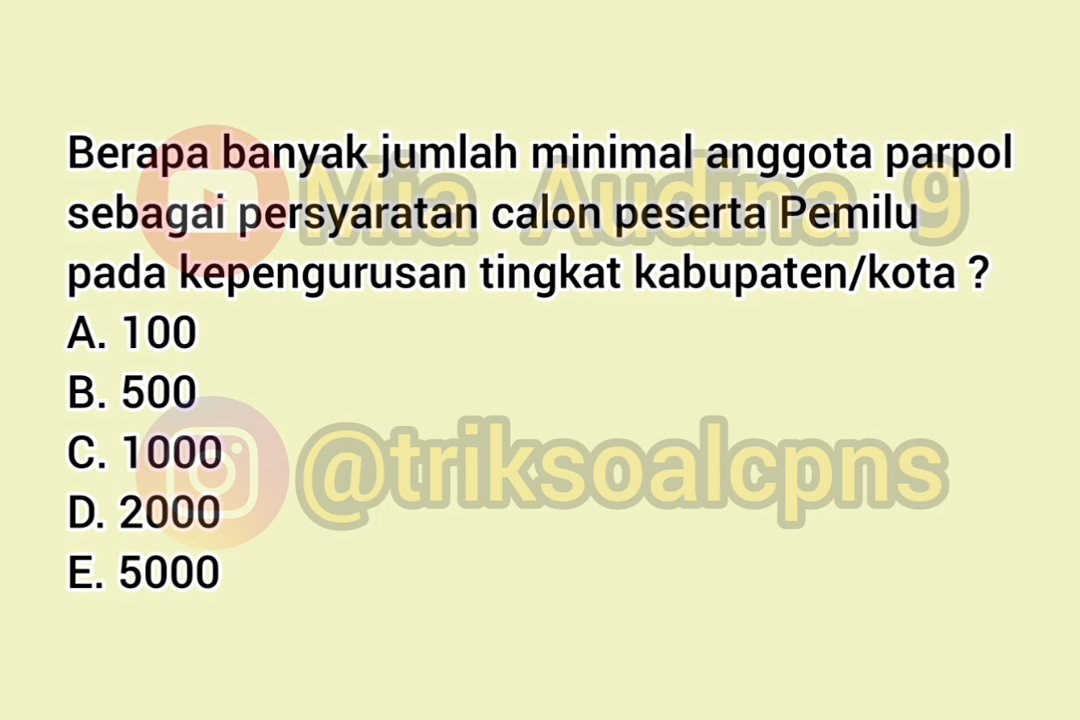 Berapa banyak jumlah minimal anggota parpol
Mia Audina 9
sebagai persyaratan calon peserta Pemilu
pada kepengurusan tingkat kabupaten/kota ?
A. 100
B. 500
C. 1000
@triksoalcpns
D. 2000
E. 5000